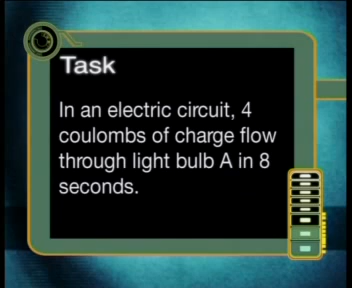 Task
In an electric circuit, 4
coulombs of charge flow
through light bulb A in 8
seconds.